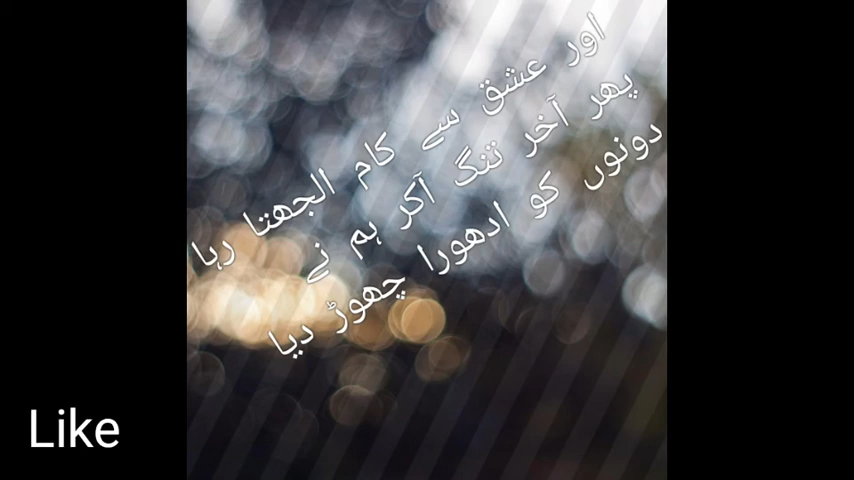 اور عشق سے کام الجھتا رہا
پھر آخر تنگ آکر ہم نے
دونوں کو ادھورا چھوڑ دیا
Like